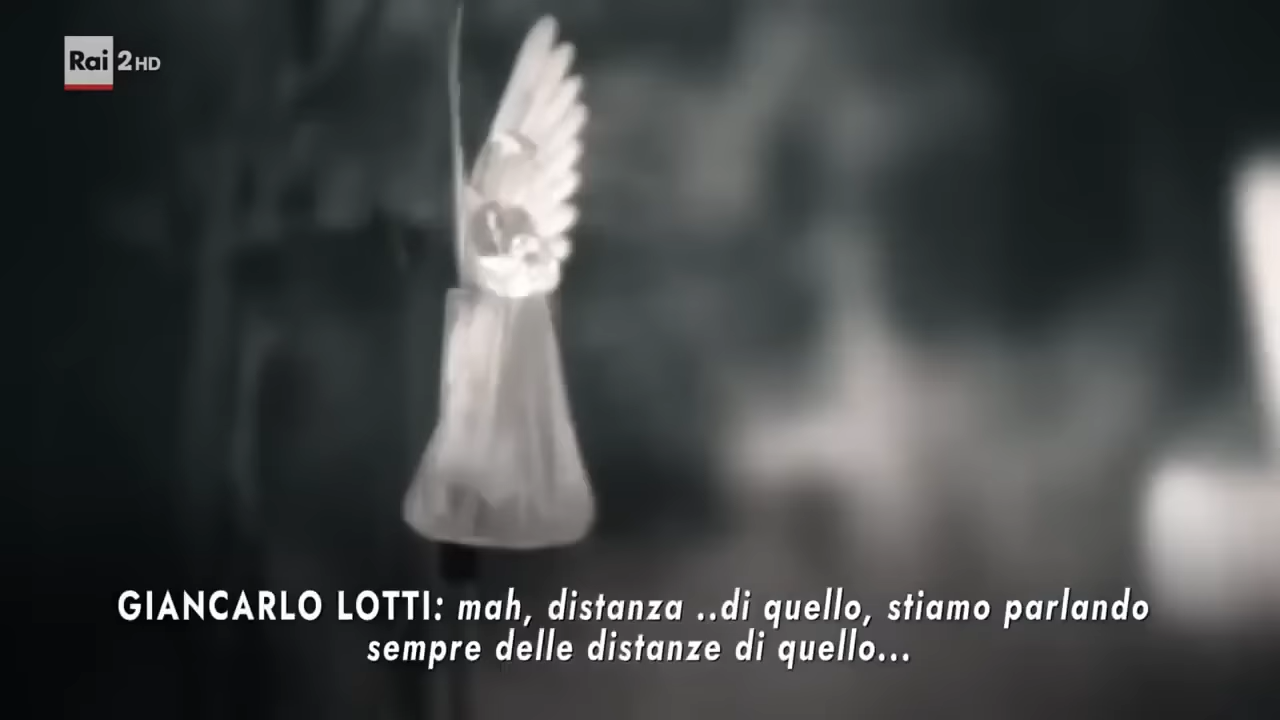 Rai 2HD
GIANCARLO LOTTI: mah, distanza ..di quello, stiamo parlando
sempre delle distanze di quello...